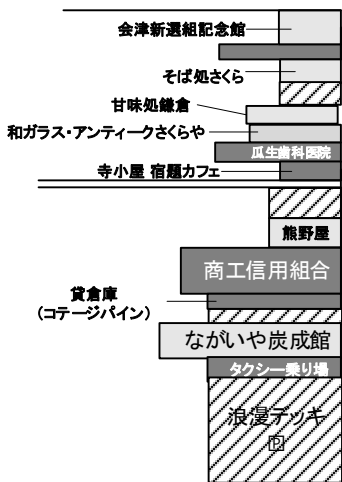 会津新選組記念館
そば処さくら
甘味処鎌倉
和ガラス・アンティークさくらや
瓜生歯科医院
寺小屋 宿題カフェ
熊野屋
商工信用組合
貸倉庫
(コテージパイン)
ながいや炭成館
タクシー乗り場
浪漫デッキ
P